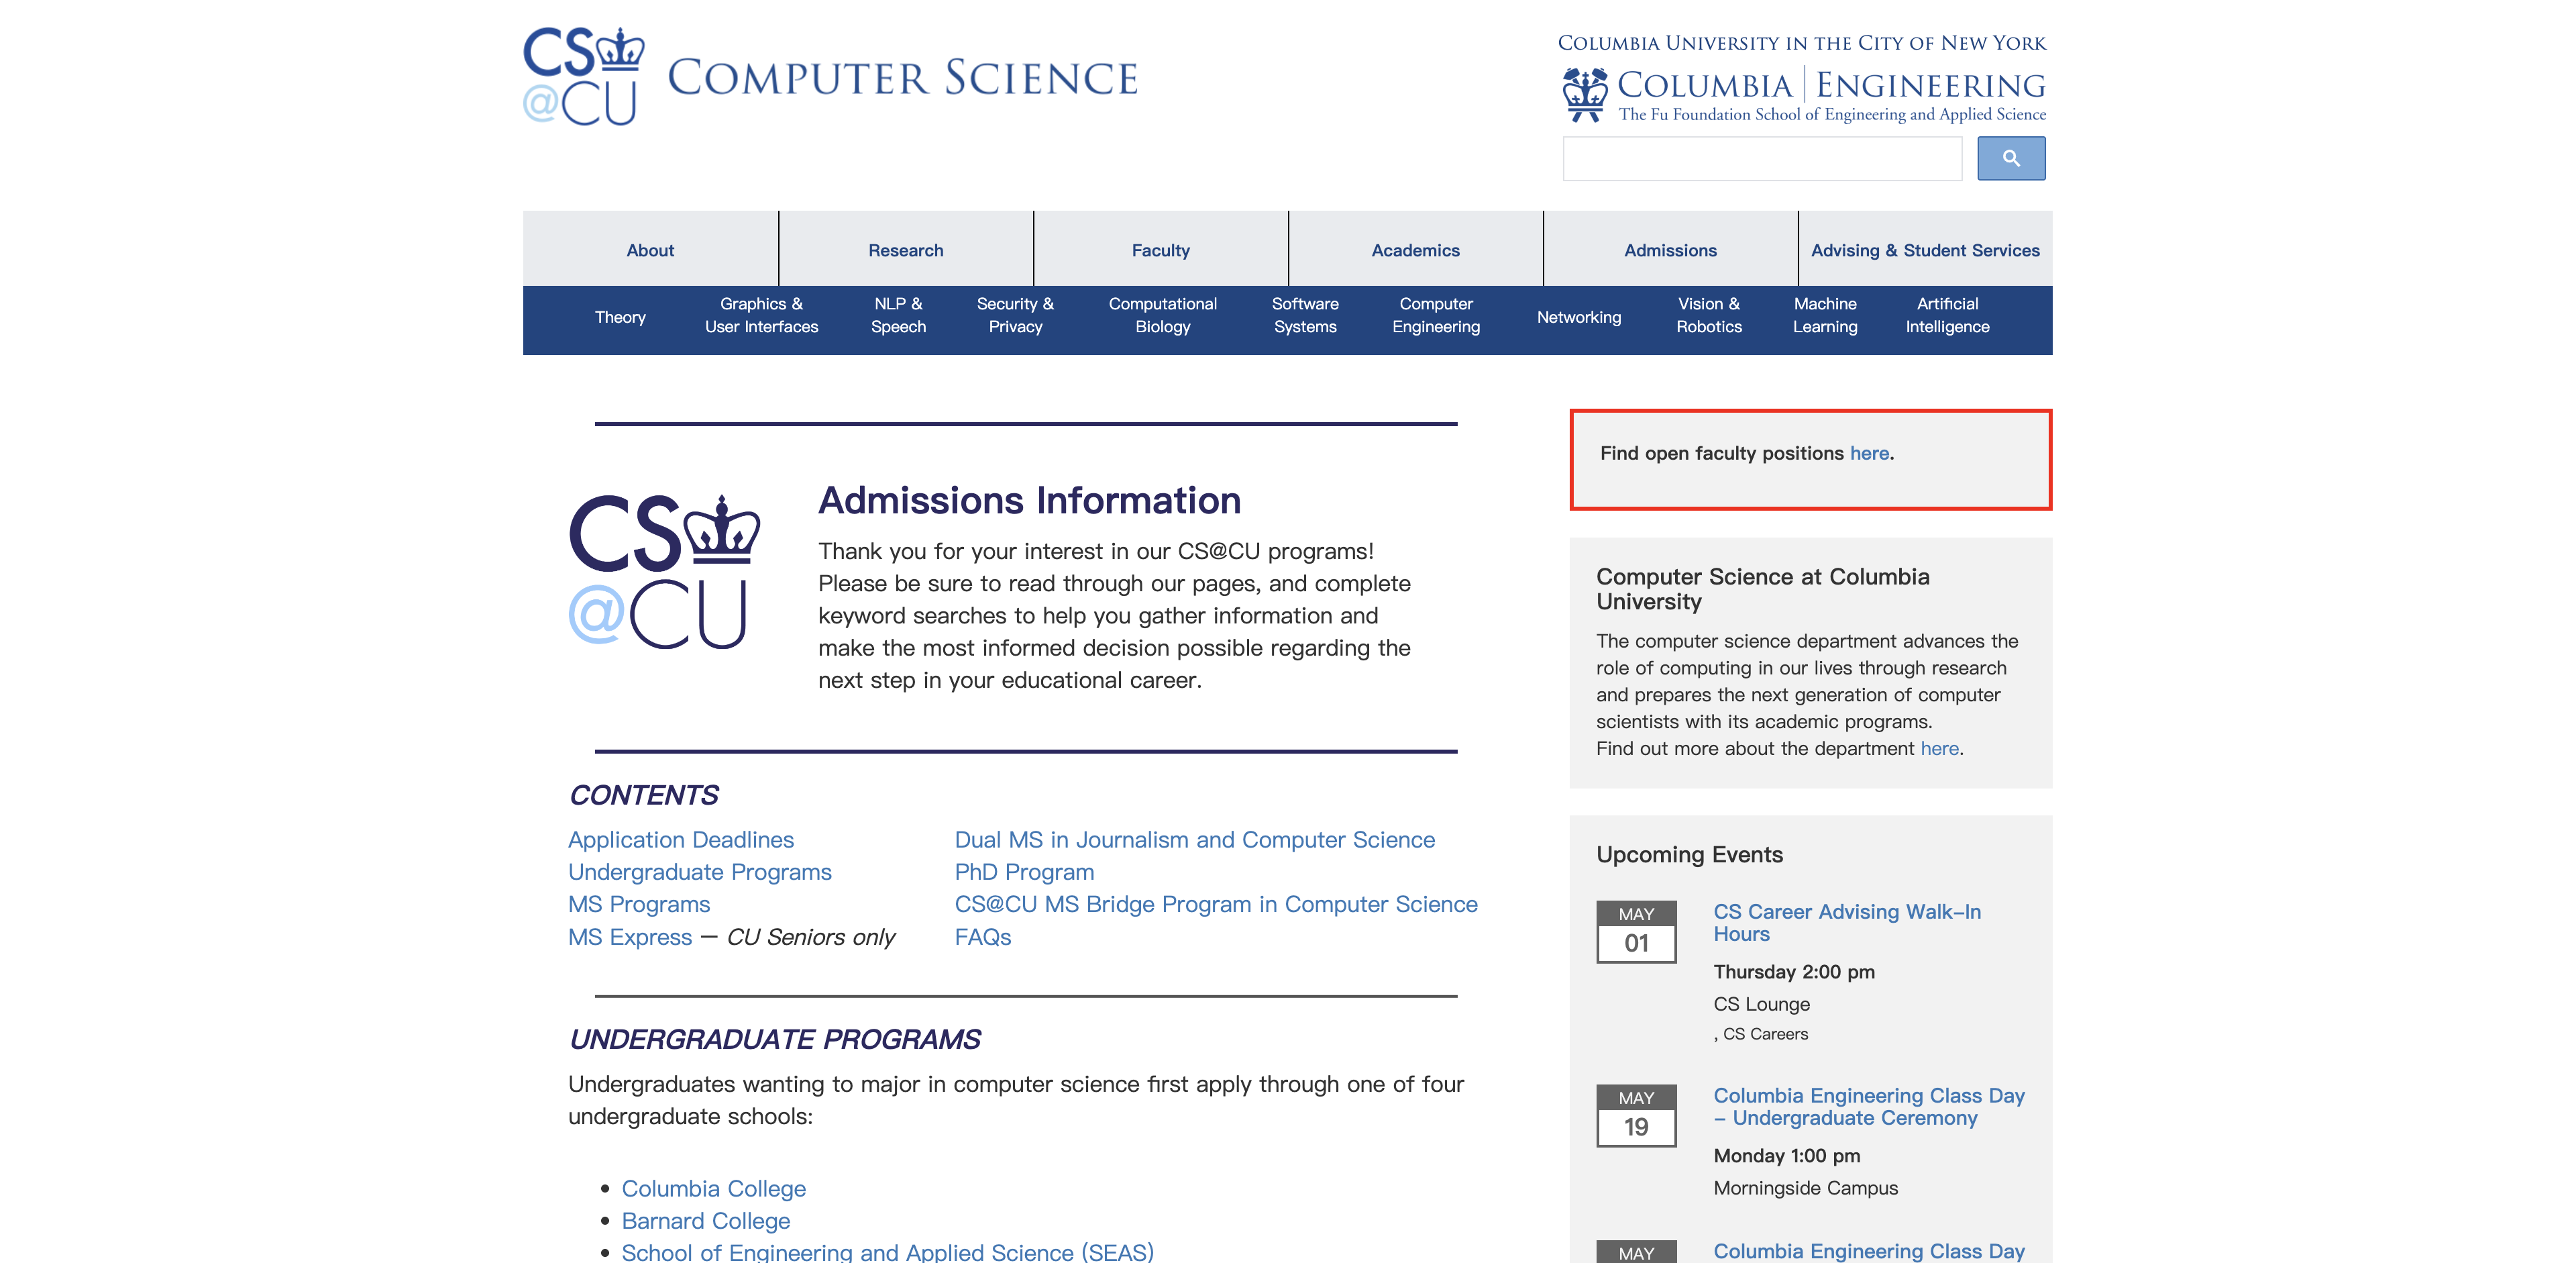 CS
@CU
COMPUTER SCIENCE
COLUMBIA UNIVERSITY IN THE CITY OF NEW YORK
COLUMBIA | ENGINEERING
The Fu Foundation School of Engineering and Applied Science
About
Research
Faculty
Academics
Admissions
Advising & Student Services
Theory
Graphics &
User Interfaces
NLP &
Speech
Security &
Privacy
Computational
Biology
Software
Systems
Computer
Engineering
Networking
Vision &
Robotics
Machine
Learning
Artificial
Intelligence
CS
@CU
Admissions Information
Thank you for your interest in our CS@CU programs!
Please be sure to read through our pages, and complete
keyword searches to help you gather information and
make the most informed decision possible regarding the
next step in your educational career.
CONTENTS
Application Deadlines
Undergraduate Programs
MS Programs
MS Express — CU Seniors only
Dual MS in Journalism and Computer Science
PhD Program
CS@CU MS Bridge Program in Computer Science
FAQs
UNDERGRADUATE PROGRAMS
Undergraduates wanting to major in computer science first apply through one of four
undergraduate schools:
• Columbia College
• Barnard College
• School of Engineering and Applied Science (SEAS)
Find open faculty positions here.
Computer Science at Columbia
University
The computer science department advances the
role of computing in our lives through research
and prepares the next generation of computer
scientists with its academic programs.
Find out more about the department here.
Upcoming Events
MAY
01
CS Career Advising Walk-In
Hours
Thursday 2:00 pm
CS Lounge
, CS Careers
MAY
19
Columbia Engineering Class Day
– Undergraduate Ceremony
Monday 1:00 pm
Morningside Campus
MAY
Columbia Engineering Class Day